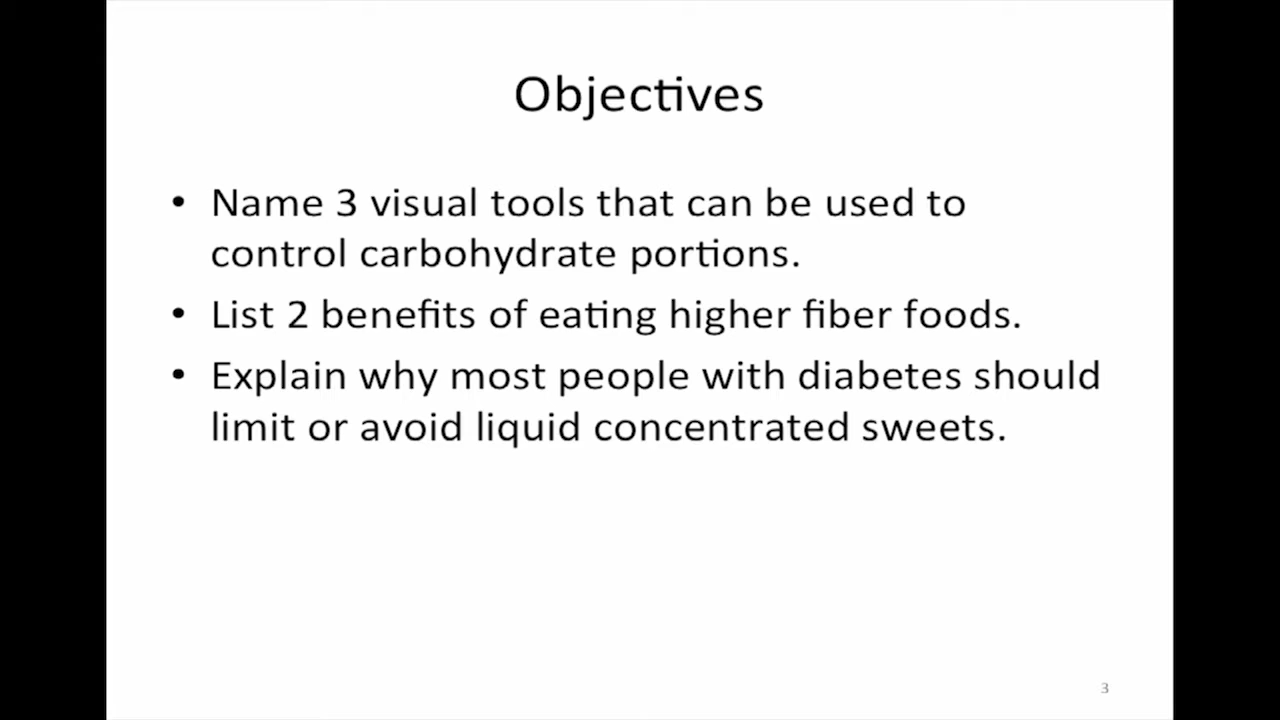 Objectives
• Name 3 visual tools that can be used to
control carbohydrate portions.
• List 2 benefits of eating higher fiber foods.
• Explain why most people with diabetes should
limit or avoid liquid concentrated sweets.
3